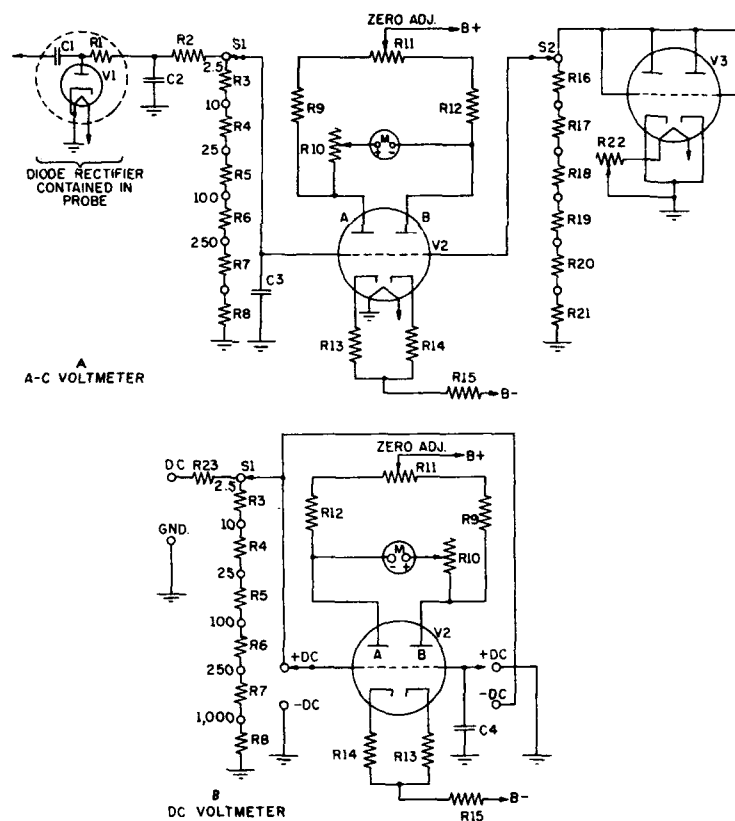 ZERO ADJ.
B+
C1
R1
R2
S1
R11
S2
V3
V1
C2
2.5
R3
R9
R12
R16
10
R4
R10
M
+
-
R17
R22
DIODE RECTIFIER
CONTAINED IN
PROBE
25
R5
R18
100
R6
A
B
R19
250
R7
C3
V2
R20
R8
R13
R14
R21
A
A-C VOLTMETER
R15
B-
ZERO ADJ.
B+
DC
R23
S1
R11
2.5
R3
R12
R9
GND.
10
R4
M
-
+
R10
25
R5
V2
100
R6
A
B
+DC
+DC
250
R7
-DC
-DC
1,000
R8
C4
R14
R13
B
DC VOLTMETER
B-
R15